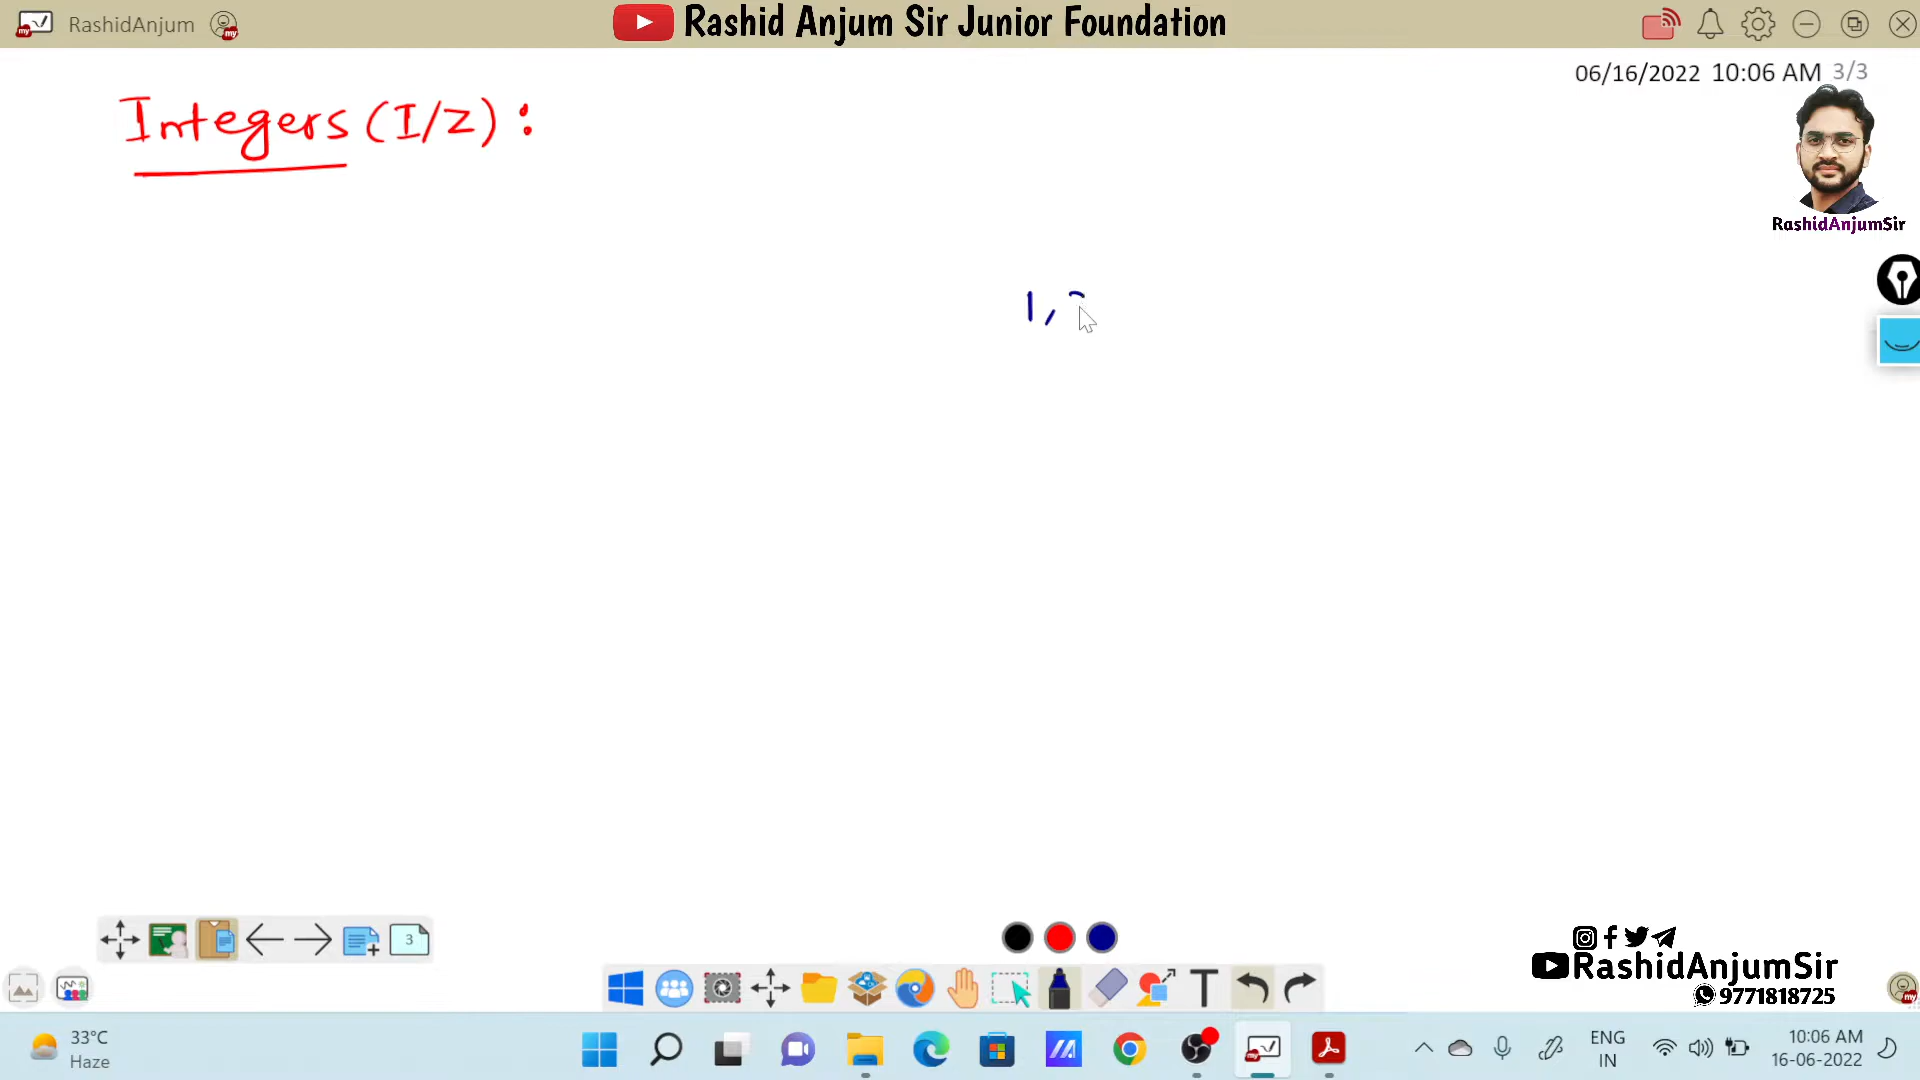 RashidAnjum
Rashid Anjum Sir Junior Foundation
06/16/2022 10:06 AM 3/3
Integers (I/Z) :
RashidAnjumSir
1,
3
T
RashidAnjumSir
9771818725
33°C
Haze
ENG
IN
10:06 AM
16-06-2022